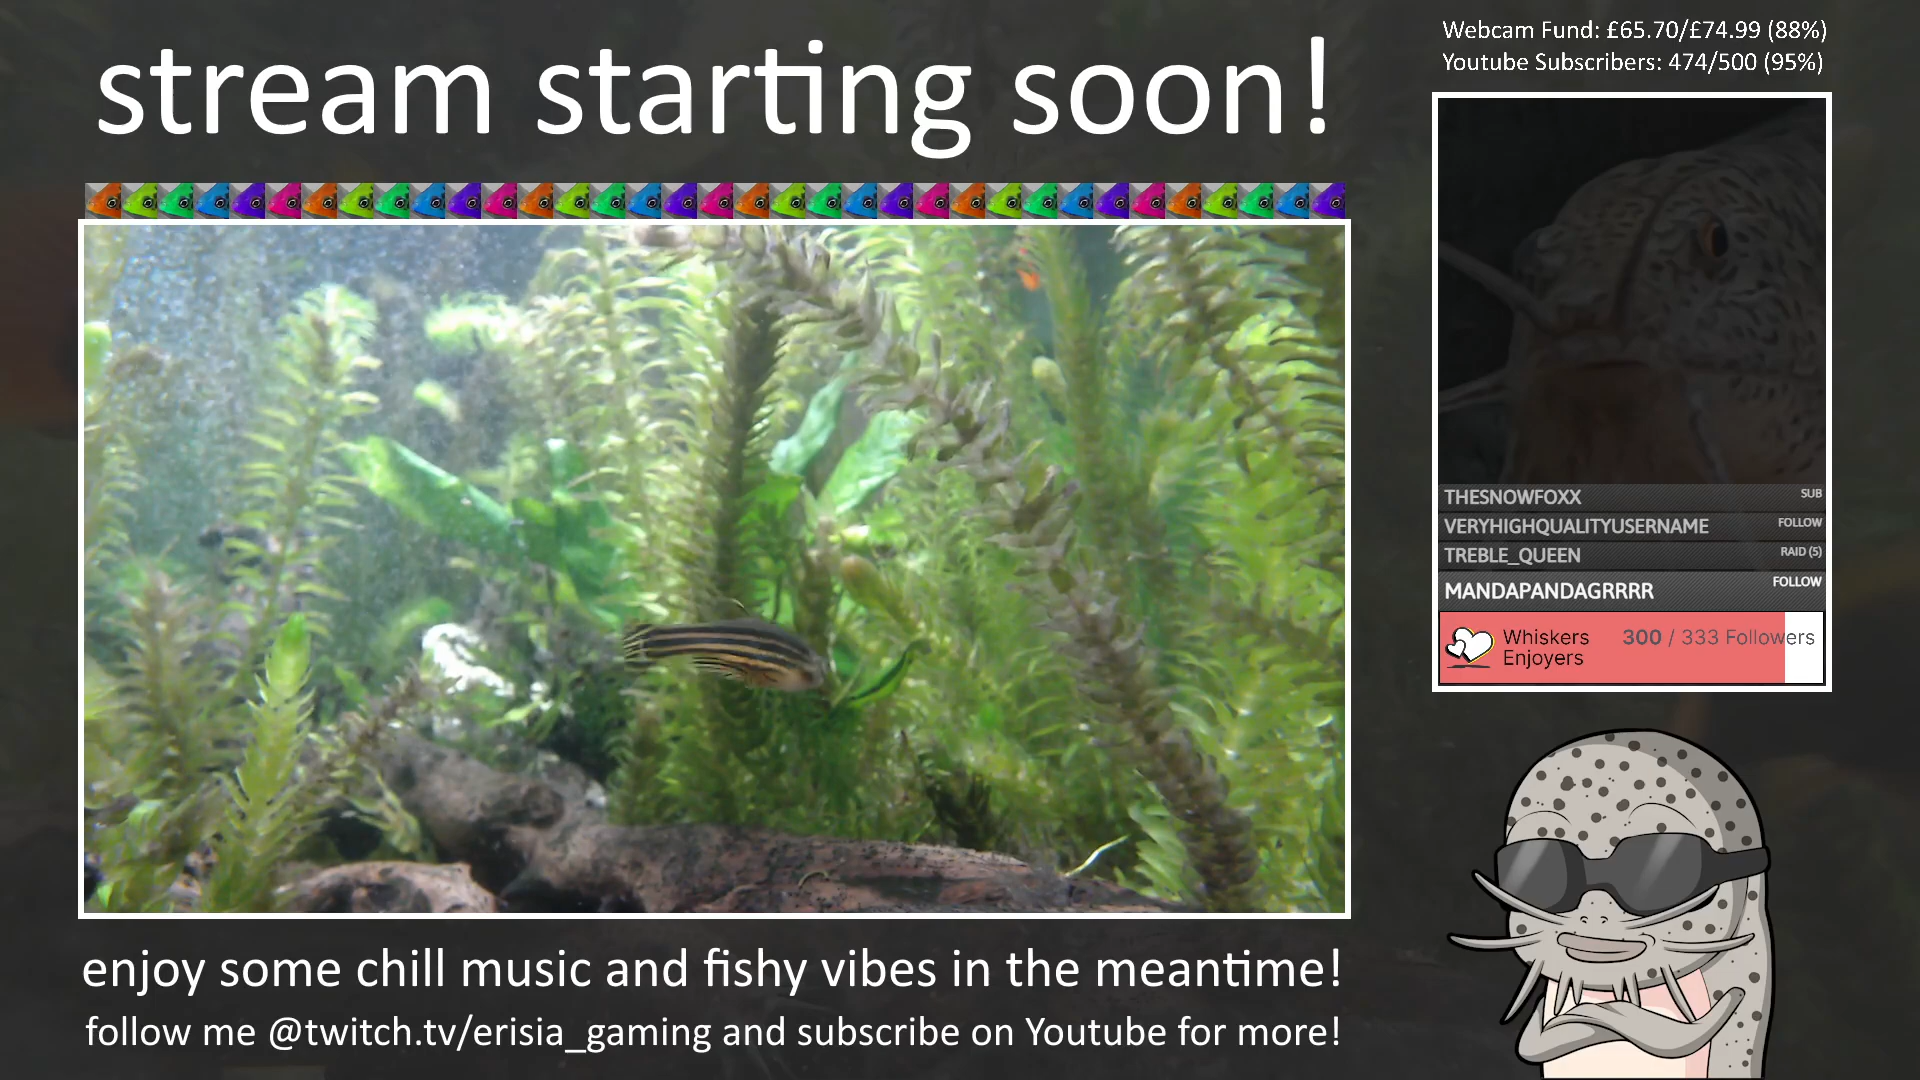 stream starting soon!
Webcam Fund: £65.70/£74.99 (88%)
Youtube Subscribers: 474/500 (95%)
THESNOWFOXX SUB
VERYHIGHQUALITYUSERNAME FOLLOW
TREBLE_QUEEN RAID (5)
MANDAPANDAGRRRR FOLLOW
Whiskers 300 / 333 Followers
Enjoyers
enjoy some chill music and fishy vibes in the meantime!
follow me @twitch.tv/erisia_gaming and subscribe on Youtube for more!